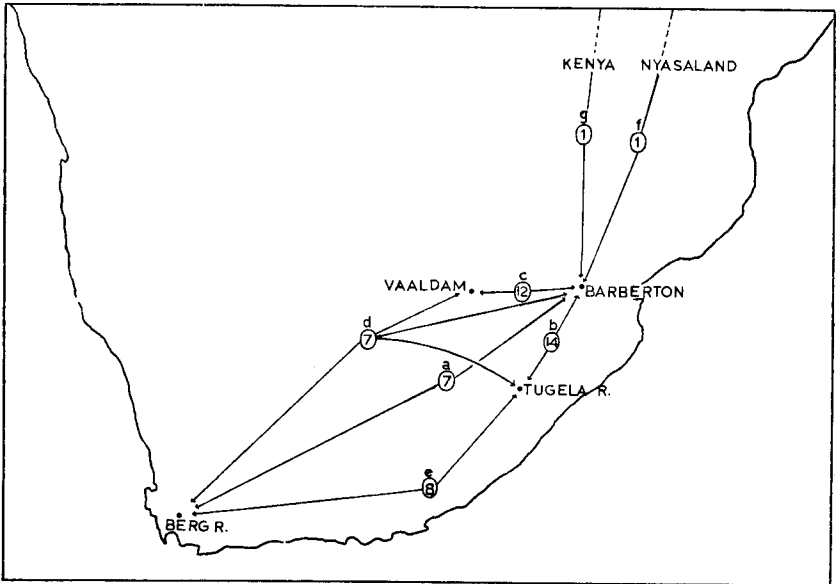 KENYA NYASALAND
g
1
f
1
VAALDAM
c
12
BARBERTON
d
7
b
14
a
7
TUGELA R.
e
8
BERG R.